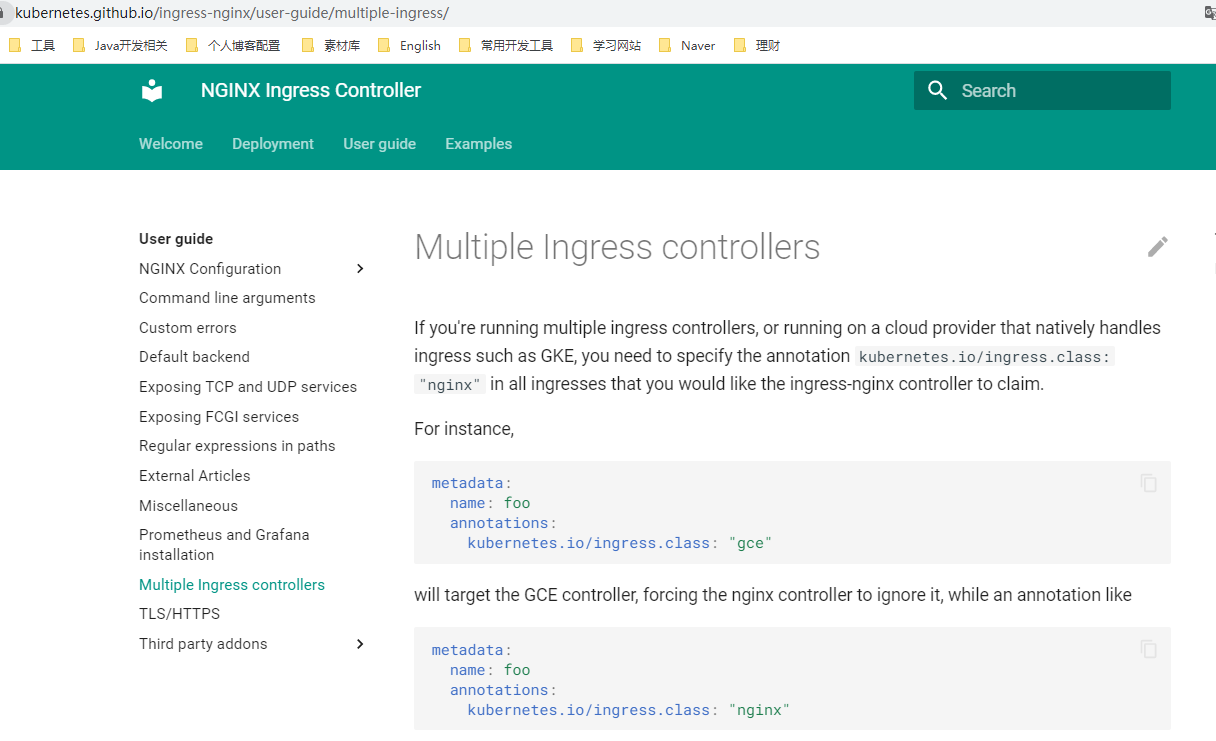 kubernetes.github.io/ingress-nginx/user-guide/multiple-ingress/
工具 Java开发相关 个人博客配置 素材库 English 常用开发工具 学习网站 Naver 理财
NGINX Ingress Controller
Search
Welcome Deployment User guide Examples
User guide
NGINX Configuration
Command line arguments
Custom errors
Default backend
Exposing TCP and UDP services
Exposing FCGI services
Regular expressions in paths
External Articles
Miscellaneous
Prometheus and Grafana
installation
Multiple Ingress controllers
TLS/HTTPS
Third party addons
Multiple Ingress controllers
If you're running multiple ingress controllers, or running on a cloud provider that natively handles
ingress such as GKE, you need to specify the annotation kubernetes.io/ingress.class:
"nginx" in all ingresses that you would like the ingress-nginx controller to claim.
For instance,
metadata:
  name: foo
  annotations:
    kubernetes.io/ingress.class: "gce"
will target the GCE controller, forcing the nginx controller to ignore it, while an annotation like
metadata:
  name: foo
  annotations:
    kubernetes.io/ingress.class: "nginx"